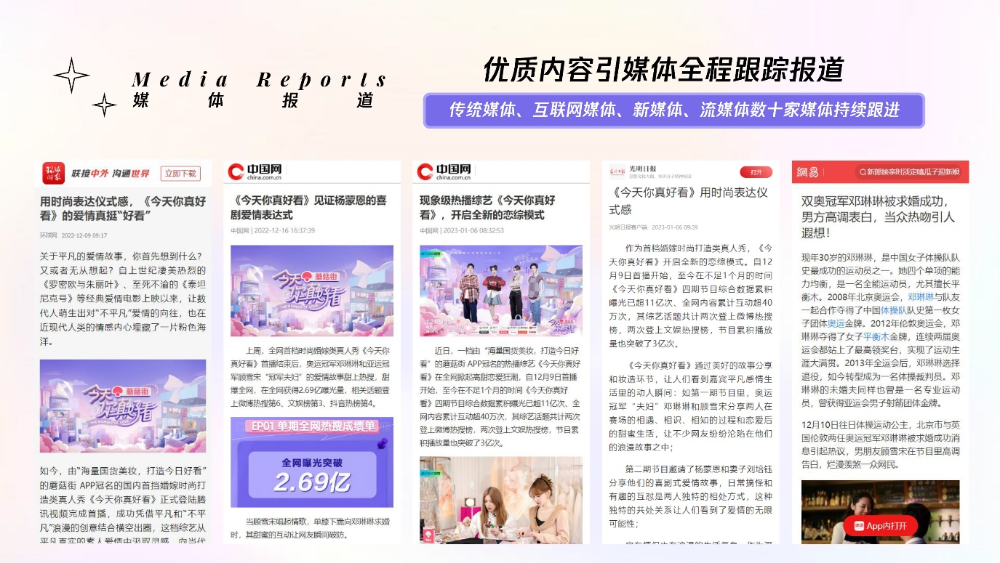 Media Reports
媒体报道
优质内容引媒体全程跟踪报道
传统媒体、互联网媒体、新媒体、流媒体数十家媒体持续跟进
环球时报
联接中外 沟通世界
立即下载
用时尚表达仪式感，《今天你真好
看》的爱情真挺“好看”
环球网 2022-12-09 09:17
关于平凡的爱情故事，你首先想到什么？
又或者无从想起？自上世纪凄美热烈的
《罗密欧与朱丽叶》、至死不渝的《泰坦
尼克号》等经典爱情电影上映以来，让数
代人萌生出对“不平凡”爱情的向往，也在
近现代人类的情感内心埋藏了一片粉色海
洋。
今天你真好看
蘑菇街
如今，由“海量国货美妆，打造今日好看”
的蘑菇街 APP冠名的国内首档婚嫁时尚打
造类真人秀《今天你真好看》正式登陆腾
讯视频完成首播，成功凭借平凡和“不平
凡”浪漫的创意结合横空出圈，这档综艺从
平凡真实的素人爱情中汲取灵感，向当代
中国网
china.com.cn
《今天你真好看》见证杨蒙恩的喜
剧爱情表达式
中国网 | 2022-12-16 16:37:39
今天你真好看
蘑菇街
上周，全网首档时尚婚嫁类真人秀《今天你
真好看》首播结束后，奥运冠军邓琳琳和亚运冠
军顾雪宋“冠军夫妇”的爱情故事甜上热搜，甜
爆全网，在全网获得2.69亿曝光量，相关话题登
上微博热搜第6、文娱榜第3、抖音热榜第4。
EP01 单期全网热搜成绩单
全网曝光突破
2.69亿
当顾雪宋唱起情歌，单膝下跪向邓琳琳求婚
时，其甜蜜的互动让网友瞬间破防。
中国网
china.com.cn
现象级热播综艺《今天你真好
看》，开启全新的恋综模式
中国网 | 2023-01-06 08:32:53
近日，一档由“海量国货美妆，打造今日好
看”的蘑菇街 APP冠名的热播综艺《今天你真好
看》在全网掀起高甜恋爱狂潮，自12月9日首播
开始，至今在不足1个月的时间《今天你真好
看》四期节目综合数据累积曝光已超11亿次、全
网内容累计互动超40万次，其综艺话题共计两次
登上微博热搜榜，两次登上文娱热搜榜，节目累
积播放量也突破了3亿次。
光明日报
打开
《今天你真好看》用时尚表达仪
式感
光明日报客户端 2023-01-06 09:39
作为首档婚嫁时尚打造类真人秀，《今
天你真好看》开启全新的恋综模式。自12
月9日首播开始，至今在不足1个月的时间
《今天你真好看》四期节目综合数据累积
曝光已超11亿次、全网内容累计互动超40
万次，其综艺话题共计两次登上微博热搜
榜，两次登上文娱热搜榜，节目累积播放
量也突破了3亿次。
《今天你真好看》通过美好的故事分享
和妆造环节，让人们看到嘉宾平凡感情生
活里的动人瞬间：如第一期节目里，奥运
冠军“夫妇”邓琳琳和顾雪宋分享两人在
赛场的相遇、相识、相知的过程和恋爱后
的甜蜜生活，让不少网友纷纷沦陷在他们
的浪漫故事之中；
第二期节目邀请了杨蒙恩和妻子刘培钰
分享他们的喜剧式爱情故事，日常搞怪和
有趣的互怼是两人独特的相处方式，这种
独特的共处关系让人们看到了爱情的无限
可能性；
網易
新郎接亲时淡定嗑瓜子迎新娘
双奥冠军邓琳琳被求婚成功，
男方高调表白，当众热吻引人
遐想！
现年30岁的邓琳琳，是中国女子体操队队
史最成功的运动员之一。她四个单项的能
力均衡，是一名全能运动员，尤其擅长平
衡木。2008年北京奥运会，邓琳琳与队友
一起合作夺得了中国体操队队史第一枚女
子团体奥运金牌。2012年伦敦奥运会，邓
琳琳夺得了女子平衡木金牌，连续两届奥
运会都站上了最高领奖台，实现了运动生
涯大满贯。2013年全运会后，邓琳琳选择
退役，如今转型成为一名体操裁判员。邓
琳琳的未婚夫同样也曾是一名专业运动
员，曾获得亚运会男子射箭团体金牌。
12月10日往日体操运动公主，北京市与英
国伦敦两任奥运冠军邓琳琳被求婚成功消
息引起热议，男朋友顾雪宋在节目里高调
告白，烂漫羡煞一众网民。
App内打开